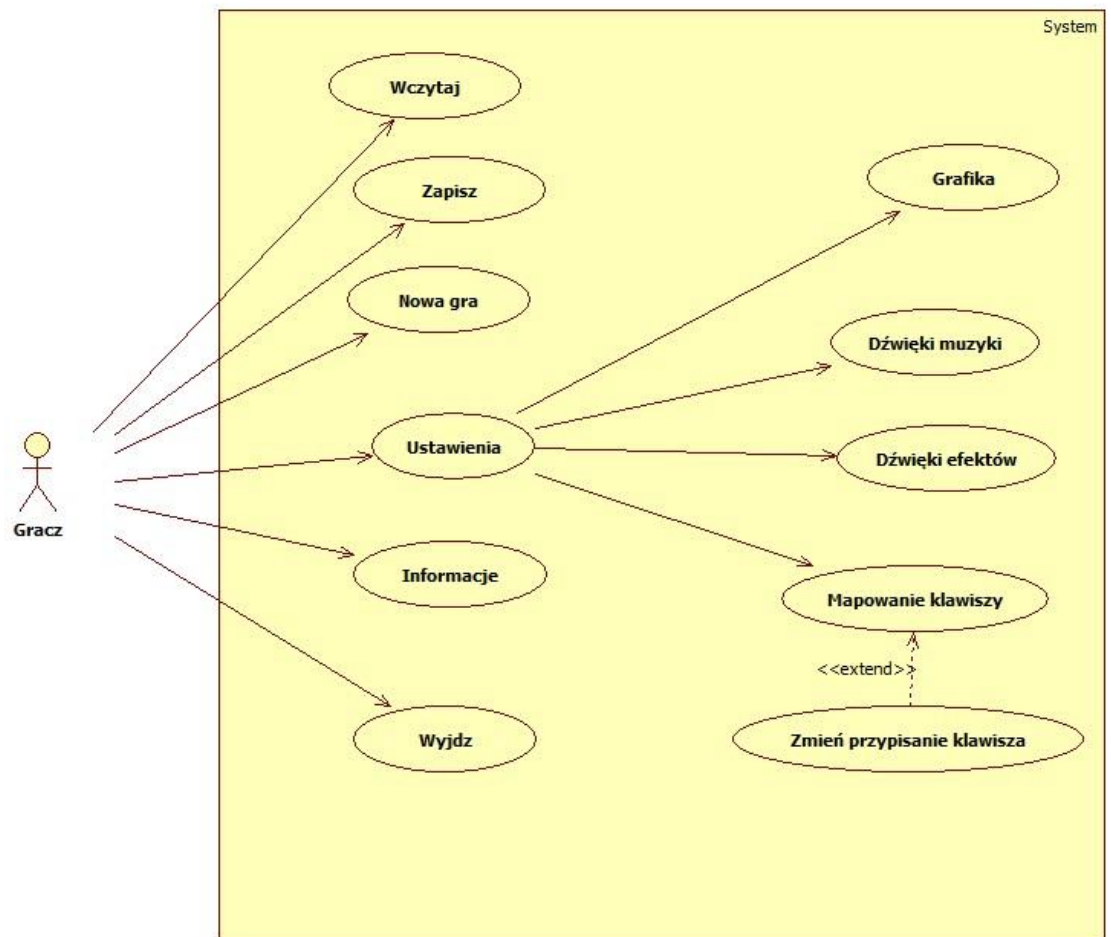 System
Wczytaj
Zapisz
Grafika
Nowa gra
Dźwięki muzyki
Ustawienia
Dźwięki efektów
Gracz
Informacje
Mapowanie klawiszy
<<extend>>
Wyjdz
Zmień przypisanie klawisza